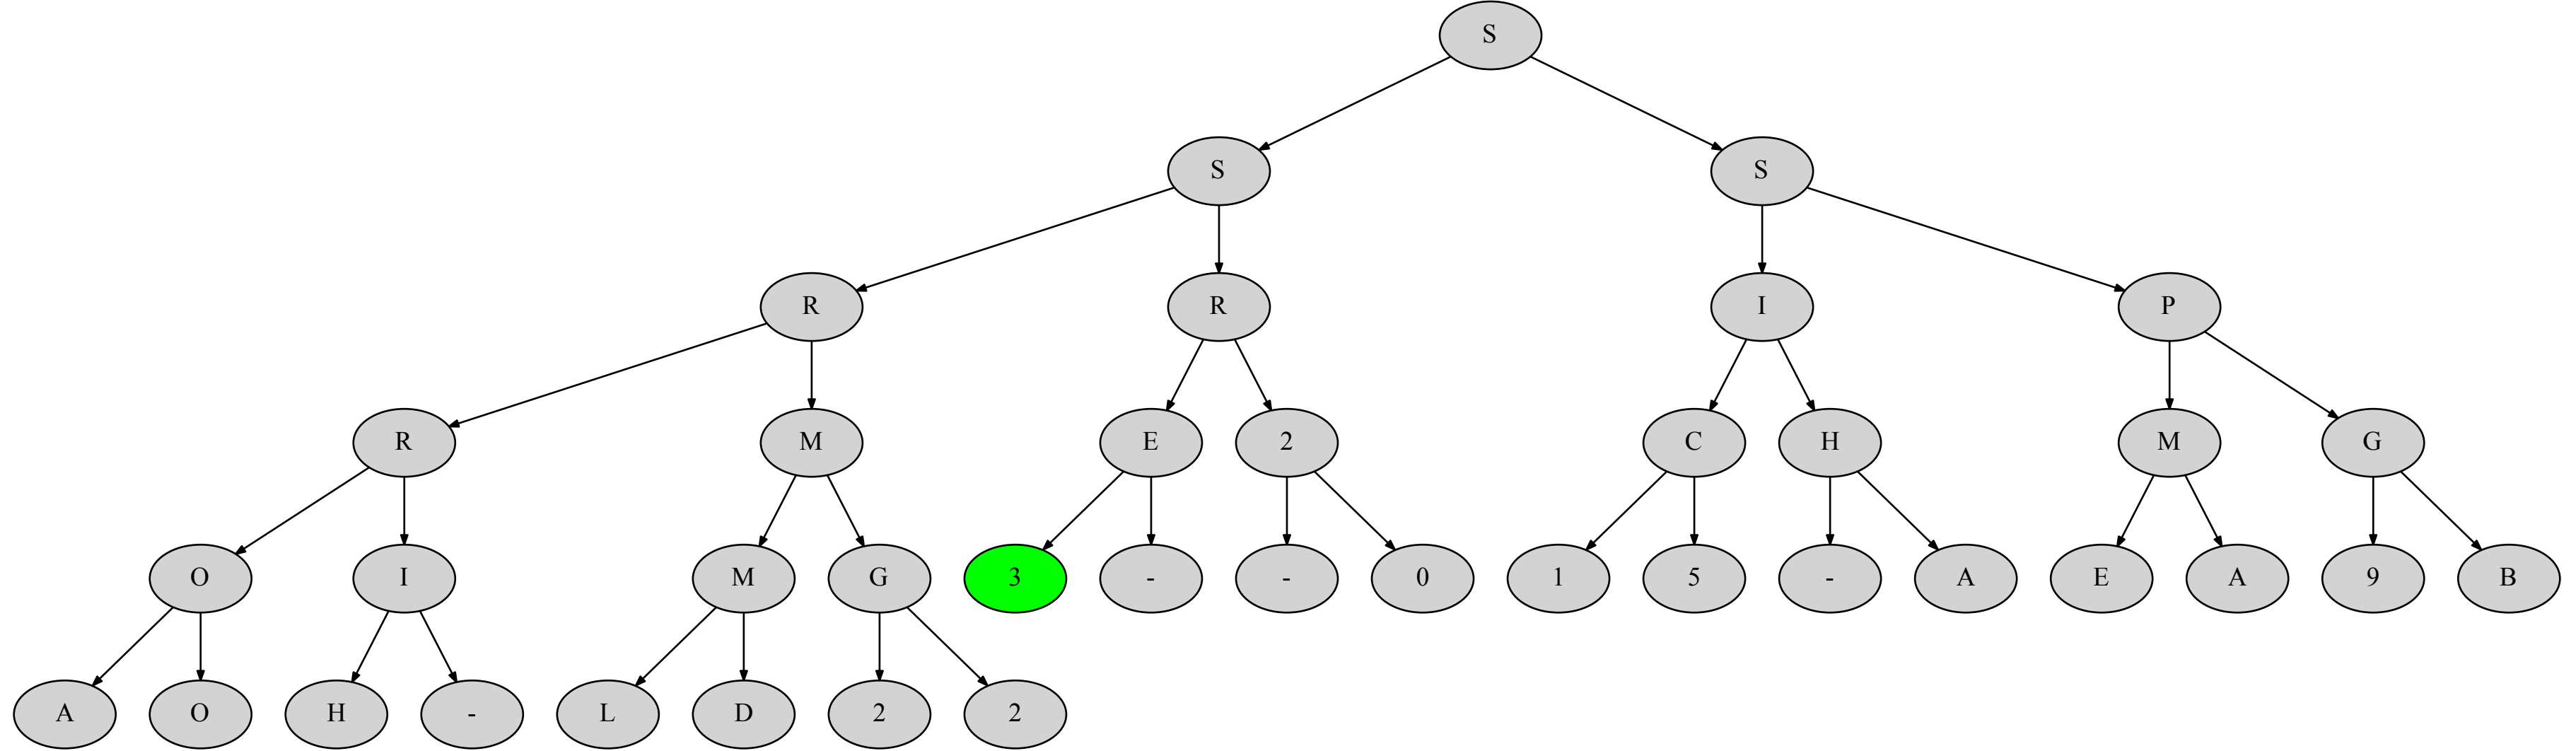 S
S S
R R I P
R M E 2 C H M G
O I M G 3 - - 0 1 5 - A E A 9 B
A O H - L D 2 2